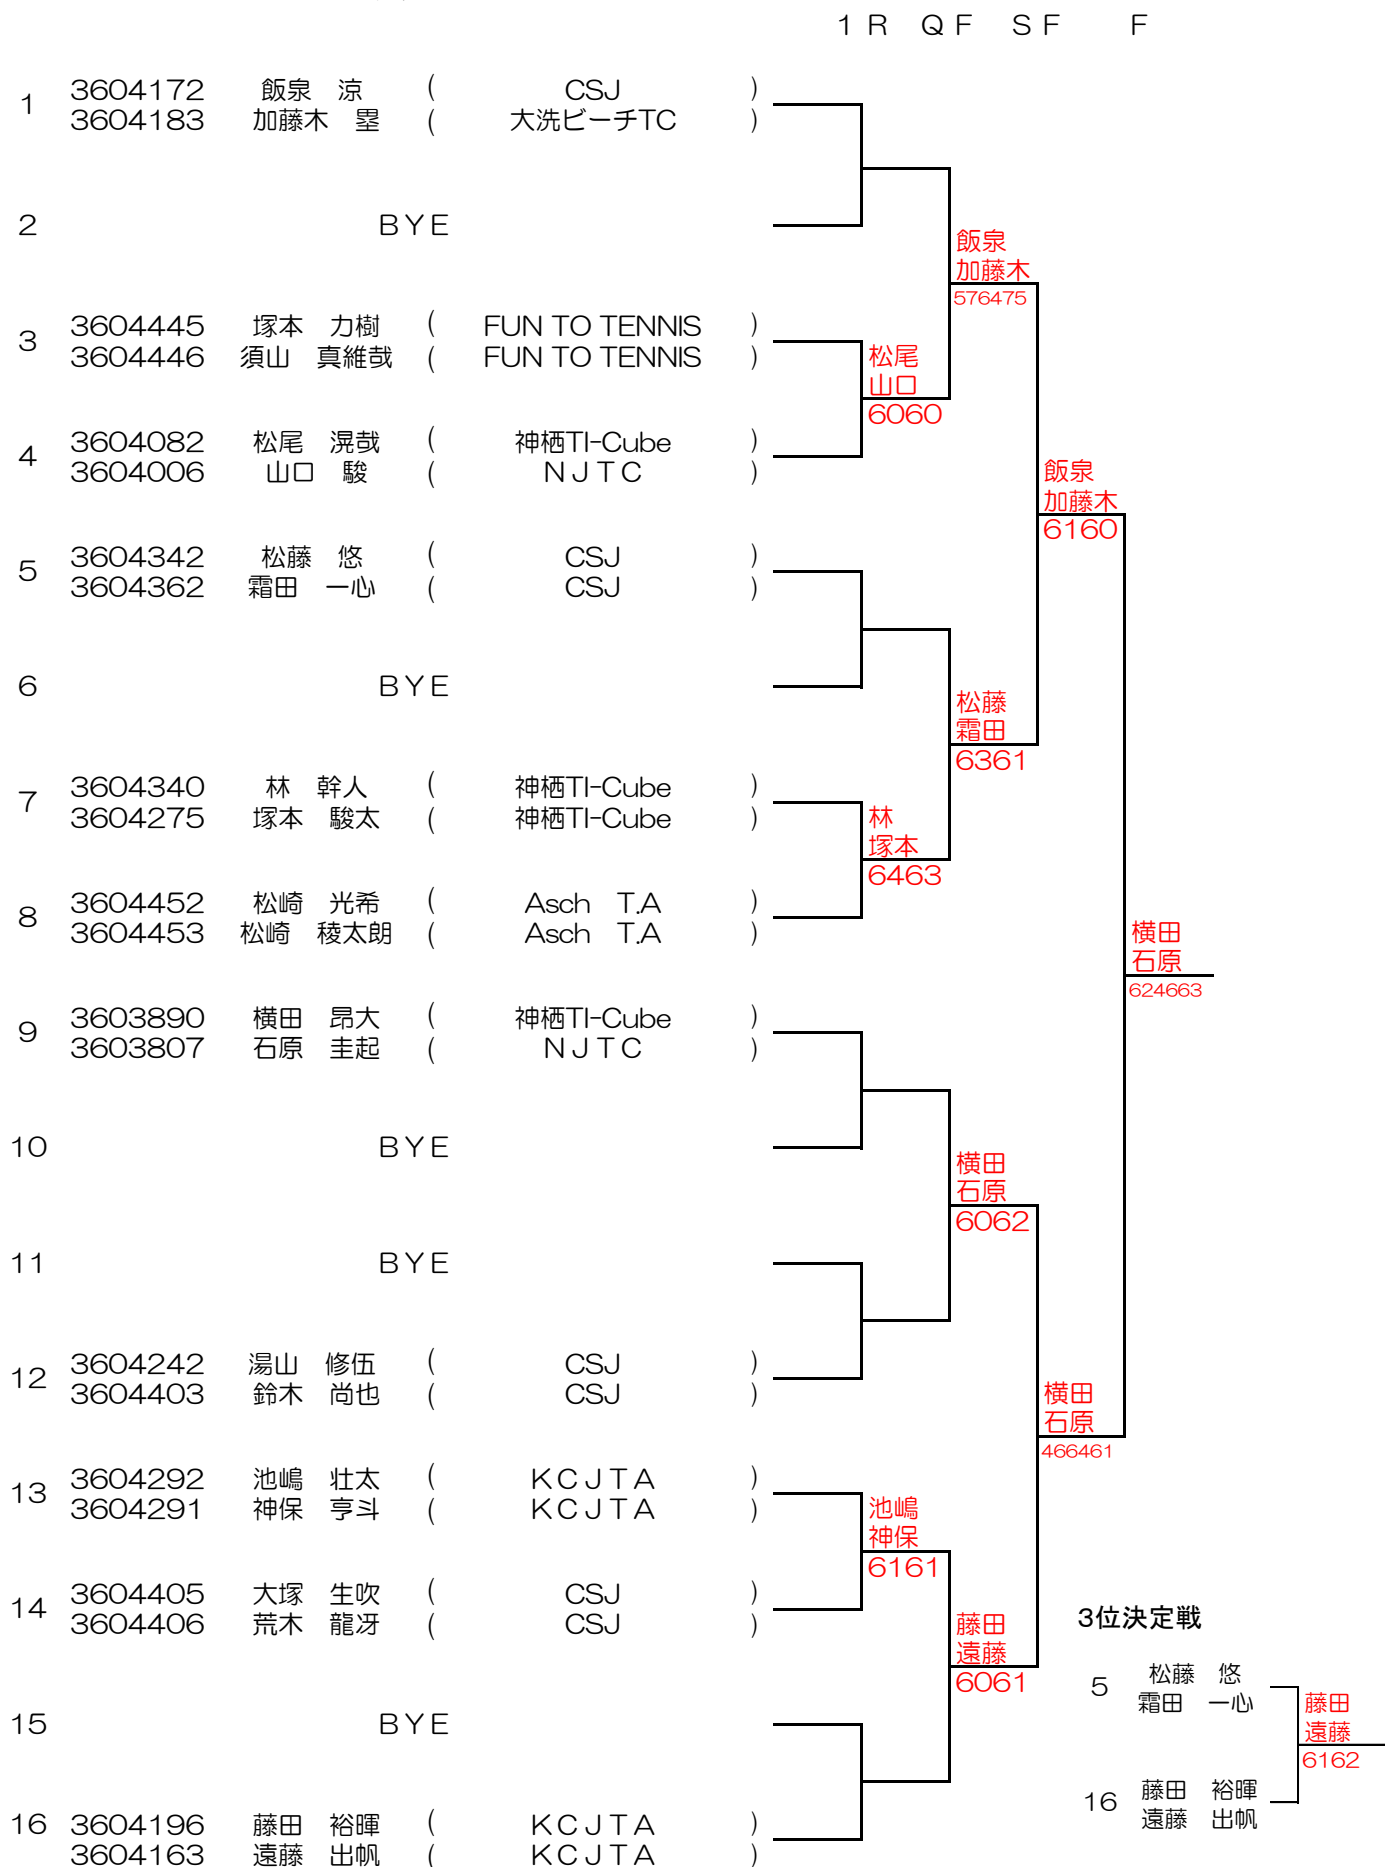 1R QF SF F
1 3604172 飯泉 涼 ( CSJ )
3604183 加藤木 塁 ( 大洗ビーチTC )
2 BYE
飯泉
加藤木
576475
3 3604445 塚本 力樹 ( FUN TO TENNIS )
3604446 須山 真維哉 ( FUN TO TENNIS )
松尾
山口
6060
4 3604082 松尾 滉哉 ( 神栖TI-Cube )
3604006 山口 駿 ( NJTC )
飯泉
加藤木
6160
5 3604342 松藤 悠 ( CSJ )
3604362 霜田 一心 ( CSJ )
6 BYE
松藤
霜田
6361
7 3604340 林 幹人 ( 神栖TI-Cube )
3604275 塚本 駿太 ( 神栖TI-Cube )
林
塚本
6463
8 3604452 松崎 光希 ( Asch T.A )
3604453 松崎 稜太朗 ( Asch T.A )
横田
石原
624663
9 3603890 横田 昂大 ( 神栖TI-Cube )
3603807 石原 圭起 ( NJTC )
10 BYE
横田
石原
6062
11 BYE
12 3604242 湯山 修伍 ( CSJ )
3604403 鈴木 尚也 ( CSJ )
横田
石原
466461
13 3604292 池嶋 壮太 ( KCJTA )
3604291 神保 亨斗 ( KCJTA )
池嶋
神保
6161
14 3604405 大塚 生吹 ( CSJ )
3604406 荒木 龍冴 ( CSJ )
藤田
遠藤
6061
15 BYE
16 3604196 藤田 裕暉 ( KCJTA )
3604163 遠藤 出帆 ( KCJTA )
3位決定戦
5 松藤 悠
霜田 一心
藤田
遠藤
6162
16 藤田 裕暉
遠藤 出帆